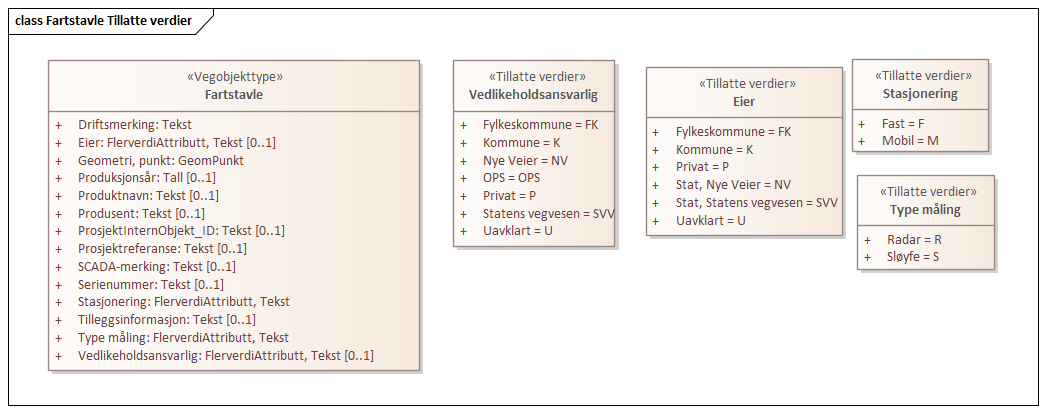 class Fartstavle Tillatte verdier
«Vegobjekttype»
Fartstavle
+ Driftsmerking: Tekst
+ Eier: FlerverdiAttributt, Tekst [0..1]
+ Geometri, punkt: GeomPunkt
+ Produksjonsår: Tall [0..1]
+ Produktnavn: Tekst [0..1]
+ Produsent: Tekst [0..1]
+ ProsjektInternObjekt_ID: Tekst [0..1]
+ Prosjektreferanse: Tekst [0..1]
+ SCADA-merking: Tekst [0..1]
+ Serienummer: Tekst [0..1]
+ Stasjonering: FlerverdiAttributt, Tekst
+ Tilleggsinformasjon: Tekst [0..1]
+ Type måling: FlerverdiAttributt, Tekst
+ Vedlikeholdsansvarlig: FlerverdiAttributt, Tekst [0..1]
«Tillatte verdier»
Vedlikeholdsansvarlig
+ Fylkeskommune = FK
+ Kommune = K
+ Nye Veier = NV
+ OPS = OPS
+ Privat = P
+ Statens vegvesen = SVV
+ Uavklart = U
«Tillatte verdier»
Eier
+ Fylkeskommune = FK
+ Kommune = K
+ Privat = P
+ Stat, Nye Veier = NV
+ Stat, Statens vegvesen = SVV
+ Uavklart = U
«Tillatte verdier»
Stasjonering
+ Fast = F
+ Mobil = M
«Tillatte verdier»
Type måling
+ Radar = R
+ Sløyfe = S